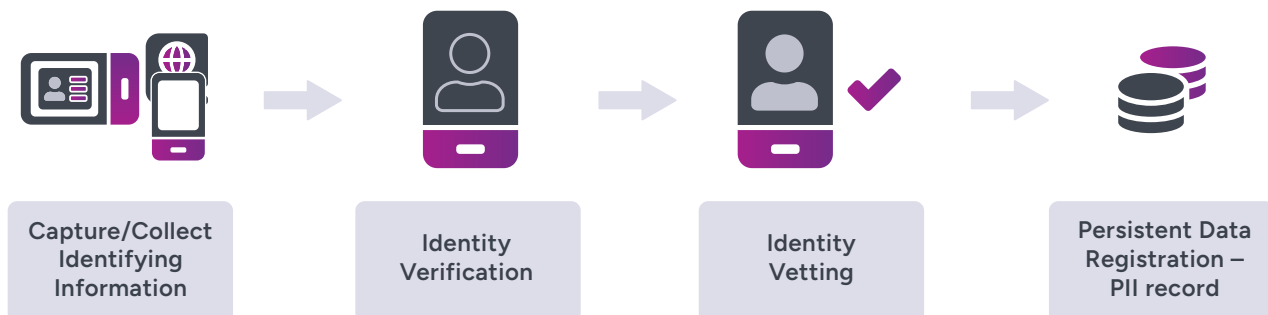 Capture/Collect
Identifying
Information
Identity
Verification
Identity
Vetting
Persistent Data
Registration –
PII record